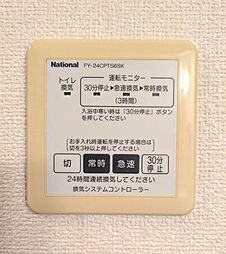 National FY-24CPTS6SK
トイレ換気
運転モニター
30分停止▶急速換気▶常時換気
(3時間)
入浴中寒い時は「30分停止」ボタン
を押してください
(お手入れ時運転を停止する場合は
切を3秒以上押してください)
切 常時 急速 30分停止
24時間連続換気してください
換気システムコントローラー